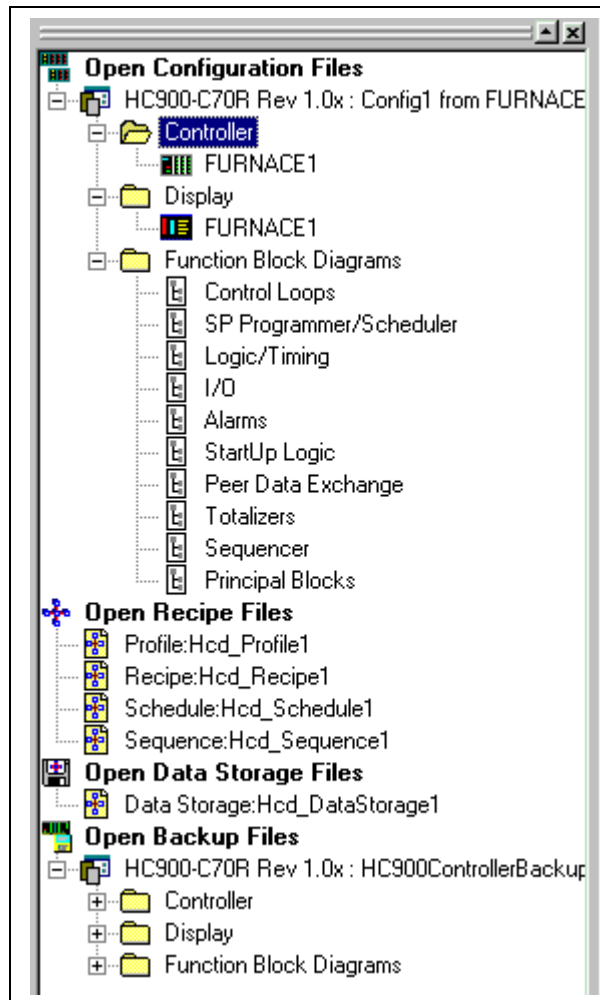 Open Configuration Files
HC900-C70R Rev 1.0x : Config1 from FURNACE
Controller
FURNACE1
Display
FURNACE1
Function Block Diagrams
Control Loops
SP Programmer/Scheduler
Logic/Timing
I/O
Alarms
StartUp Logic
Peer Data Exchange
Totalizers
Sequencer
Principal Blocks
Open Recipe Files
Profile:Hcd_Profile1
Recipe:Hcd_Recipe1
Schedule:Hcd_Schedule1
Sequence:Hcd_Sequence1
Open Data Storage Files
Data Storage:Hcd_DataStorage1
Open Backup Files
HC900-C70R Rev 1.0x : HC900ControllerBackup
Controller
Display
Function Block Diagrams